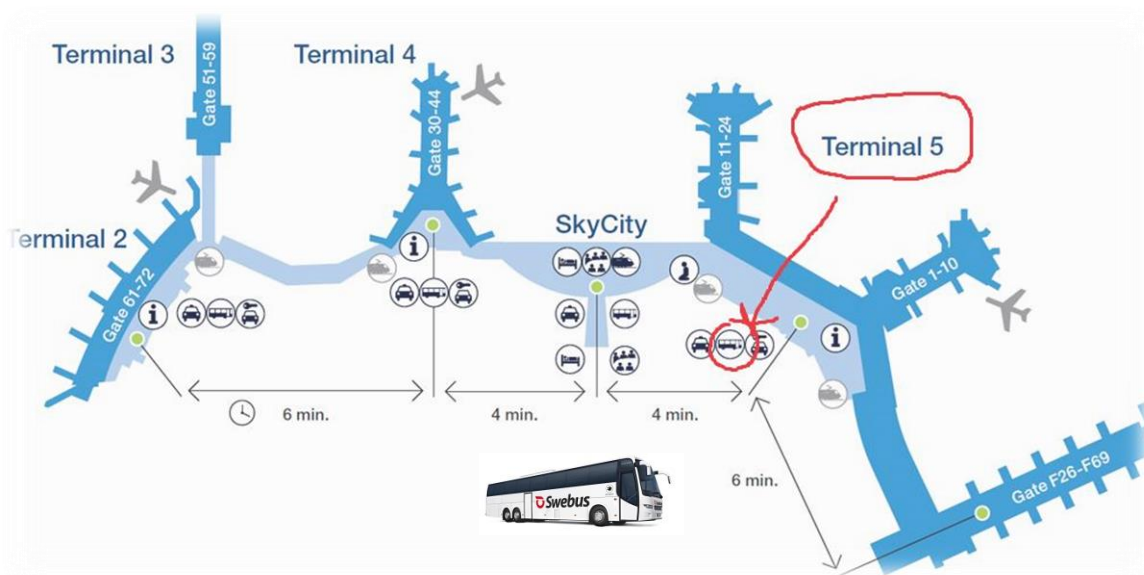 Terminal 3
Gate 51-59
Terminal 4
Gate 30-44
Gate 11-24
Terminal 5
Terminal 2
Gate 61-72
SkyCity
Gate 1-10
6 min.
4 min.
4 min.
6 min.
Gate F26-F69
Swebus